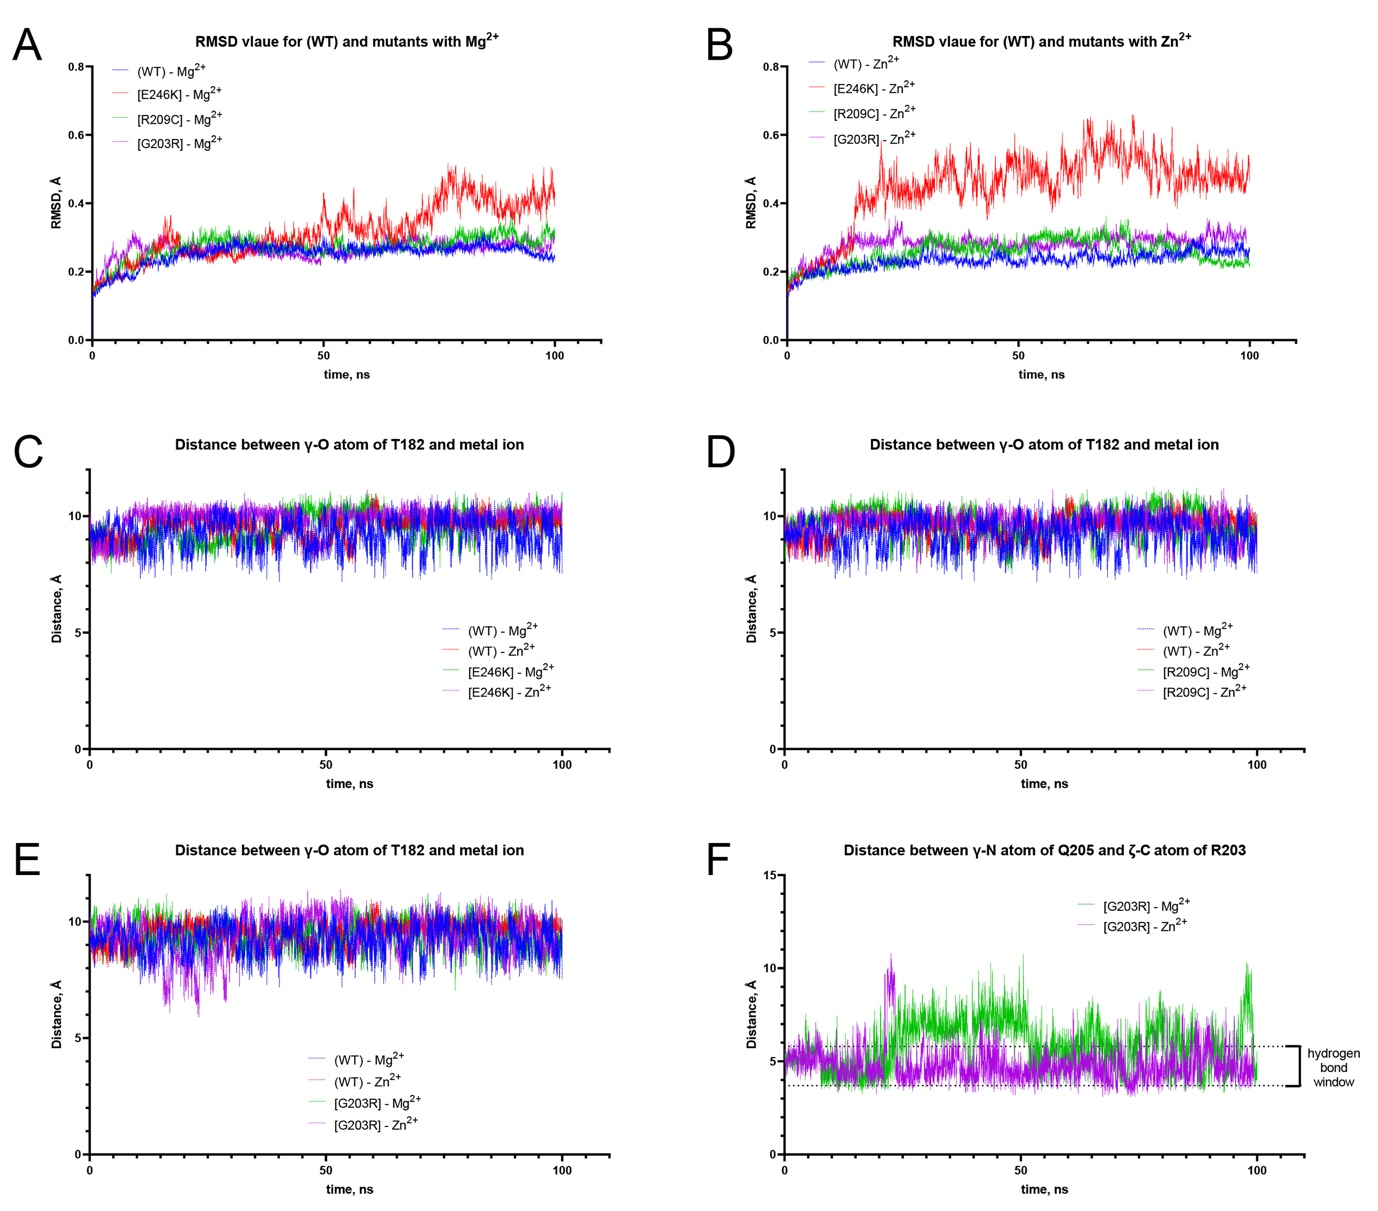 A
RMSD vlaue for (WT) and mutants with Mg2+
(WT) - Mg2+
[E246K] - Mg2+
[R209C] - Mg2+
[G203R] - Mg2+
0.8
0.6
0.4
0.2
0.0
RMSD, Å
0 50 100
time, ns
B
RMSD vlaue for (WT) and mutants with Zn2+
(WT) - Zn2+
[E246K] - Zn2+
[R209C] - Zn2+
[G203R] - Zn2+
0.8
0.6
0.4
0.2
0.0
RMSD, Å
0 50 100
time, ns
C
Distance between γ-O atom of T182 and metal ion
10
5
0
Distance, Å
(WT) - Mg2+
(WT) - Zn2+
[E246K] - Mg2+
[E246K] - Zn2+
0 50 100
time, ns
D
Distance between γ-O atom of T182 and metal ion
10
5
0
Distance, Å
(WT) - Mg2+
(WT) - Zn2+
[R209C] - Mg2+
[R209C] - Zn2+
0 50 100
time, ns
E
Distance between γ-O atom of T182 and metal ion
10
5
0
Distance, Å
(WT) - Mg2+
(WT) - Zn2+
[G203R] - Mg2+
[G203R] - Zn2+
0 50 100
time, ns
F
Distance between γ-N atom of Q205 and ζ-C atom of R203
15
10
5
0
Distance, Å
[G203R] - Mg2+
[G203R] - Zn2+
hydrogen
bond
window
0 50 100
time, ns